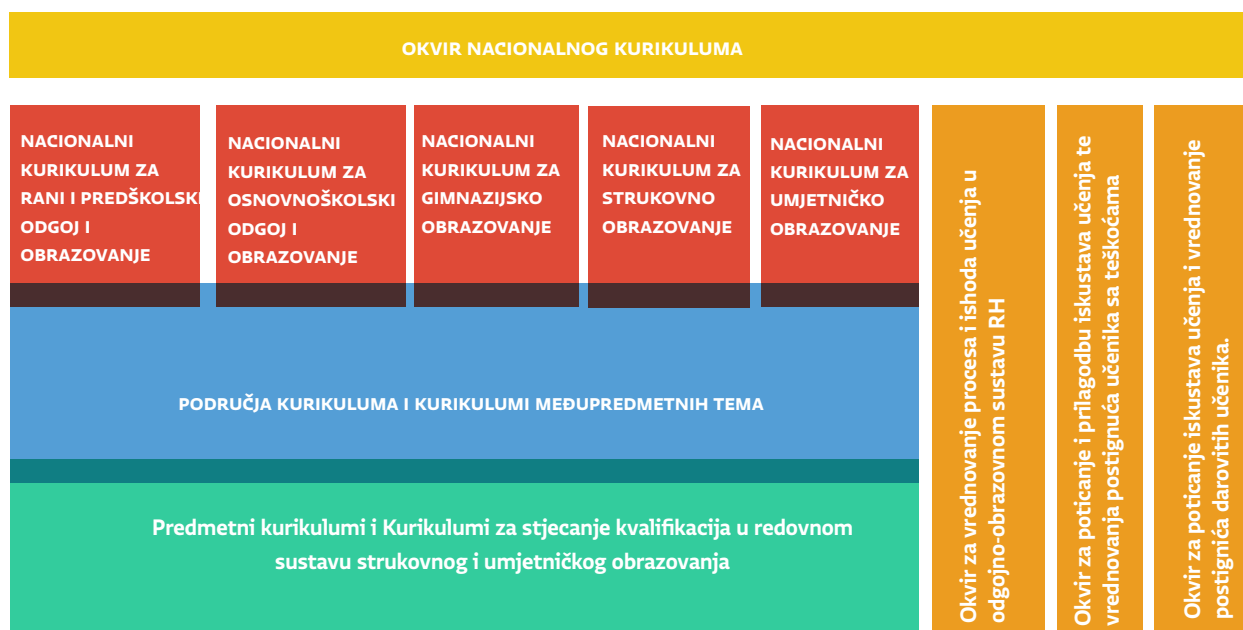 OKVIR NACIONALNOG KURIKULUMA
NACIONALNI
KURIKULUM ZA
RANI I PREDŠKOLSKI
ODGOJ I
OBRAZOVANJE
NACIONALNI
KURIKULUM ZA
OSNOVNOŠKOLSKI
ODGOJ I
OBRAZOVANJE
NACIONALNI
KURIKULUM ZA
GIMNAZIJSKO
OBRAZOVANJE
NACIONALNI
KURIKULUM ZA
STRUKOVNO
OBRAZOVANJE
NACIONALNI
KURIKULUM ZA
UMJETNIČKO
OBRAZOVANJE
PODRUČJA KURIKULUMA I KURIKULUMI MEĐUPREDMETNIH TEMA
Predmetni kurikulumi i Kurikulumi za stjecanje kvalifikacija u redovnom
sustavu strukovnog i umjetničkog obrazovanja
Okvir za vrednovanje procesa i ishoda učenja u
odgojno-obrazovnom sustavu RH
Okvir za poticanje i prilagodbu iskustava učenja te
vrednovanja postignuća učenika sa teškoćama
Okvir za poticanje iskustava učenja i vrednovanje
postignića darovitih učenika.